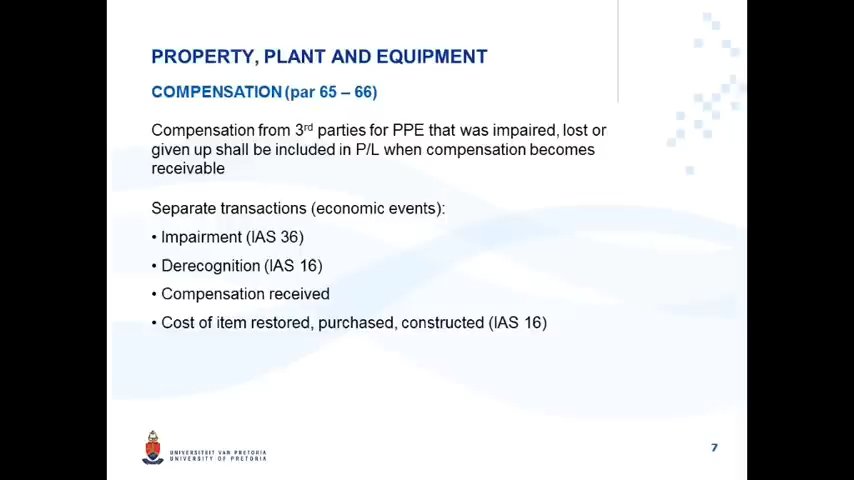 PROPERTY, PLANT AND EQUIPMENT
COMPENSATION (par 65 – 66)
Compensation from 3rd parties for PPE that was impaired, lost or
given up shall be included in P/L when compensation becomes
receivable
Separate transactions (economic events):
• Impairment (IAS 36)
• Derecognition (IAS 16)
• Compensation received
• Cost of item restored, purchased, constructed (IAS 16)
UNIVERSITEIT VAN PRETORIA
UNIVERSITY OF PRETORIA
7